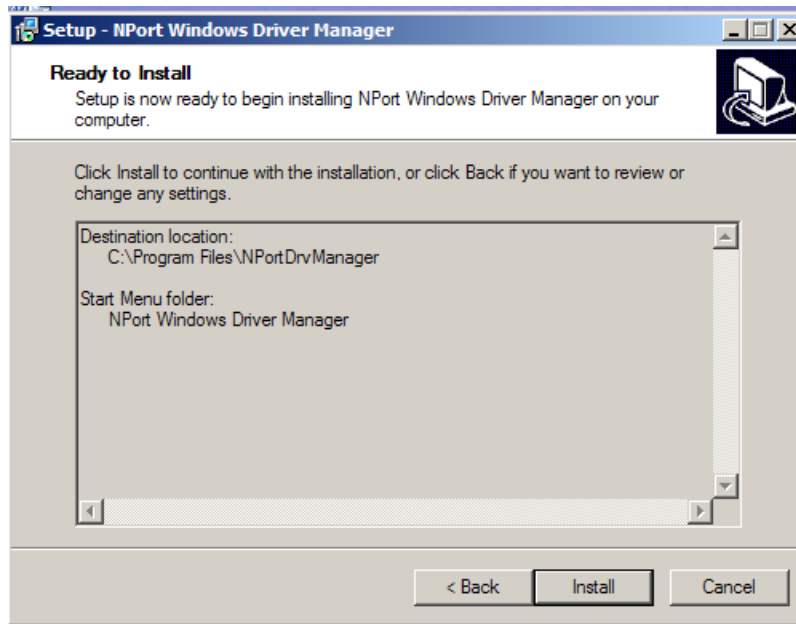 Setup - NPort Windows Driver Manager
Ready to Install
Setup is now ready to begin installing NPort Windows Driver Manager on your
computer.
Click Install to continue with the installation, or click Back if you want to review or
change any settings.
Destination location:
C:\Program Files\NPortDrvManager
Start Menu folder:
NPort Windows Driver Manager
< Back
Install
Cancel